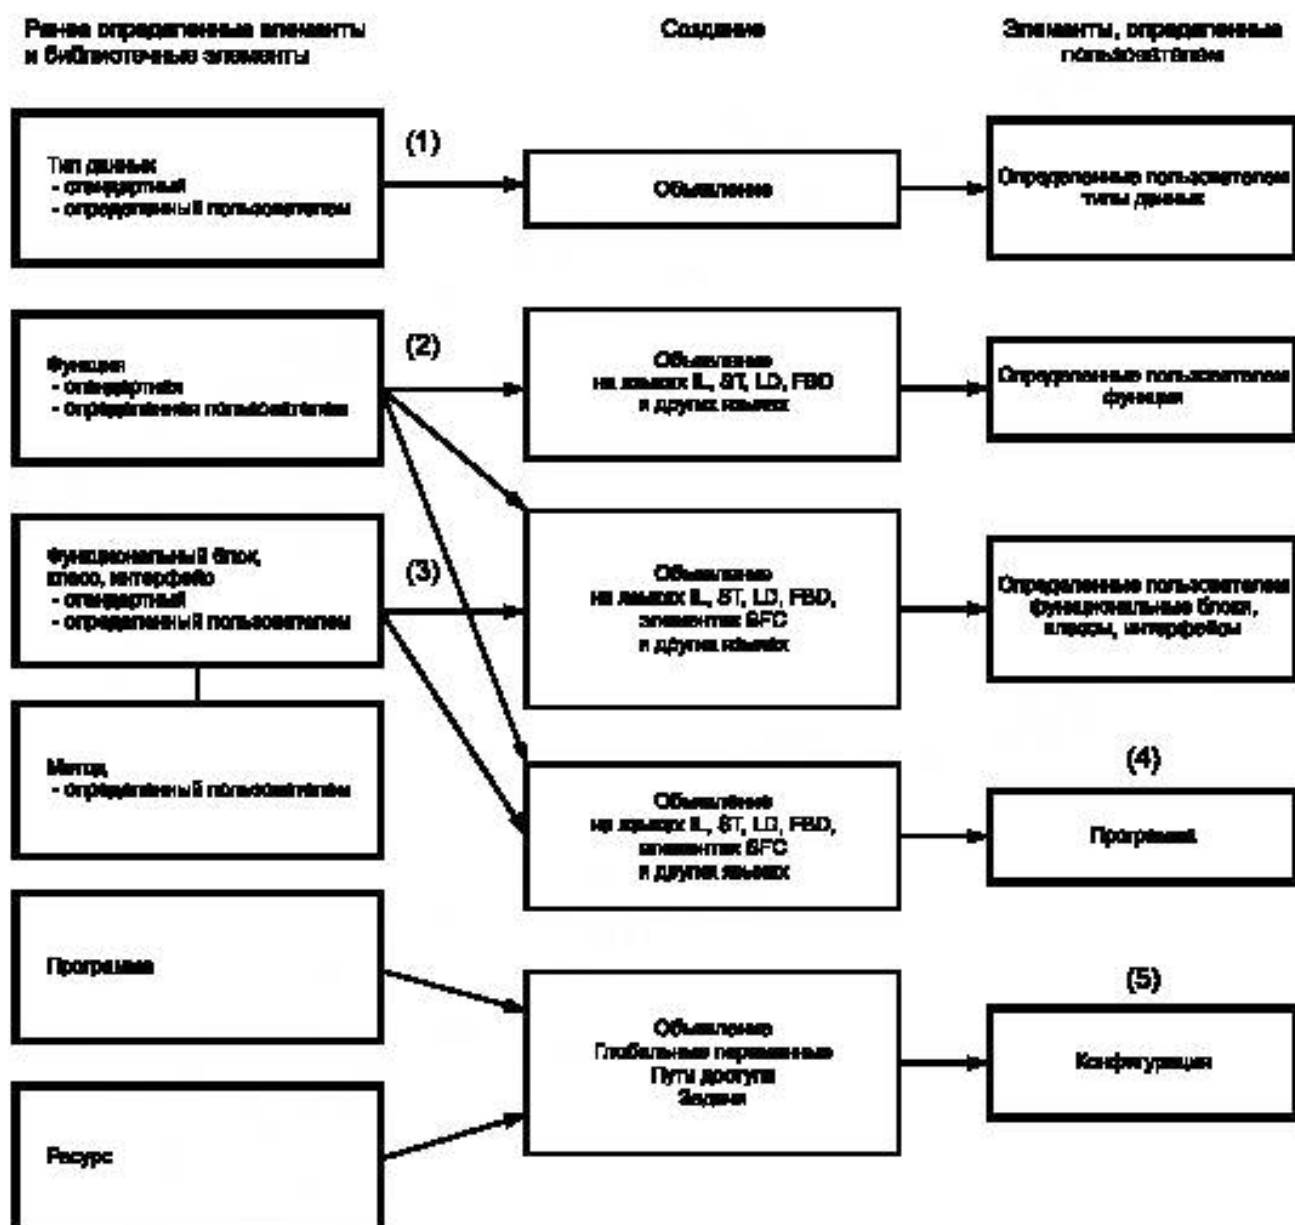 Ранее определенные элементы
и библиотечные элементы
Создание
Элементы, определенные
пользователем
Тип данных
- стандартный
- определенный пользователем
(1)
Объявление
Определенные пользователем
типы данных
Функция
- стандартная
- определенная пользователем
(2)
Объявление
на языках IL, ST, LD, FBD
и других языках
Определенные пользователем
функции
Функциональный блок,
класс, интерфейс
- стандартный
- определенный пользователем
(3)
Объявление
на языках IL, ST, LD, FBD,
элементах SFC
и других языках
Определенные пользователем
функциональные блоки,
классы, интерфейсы
Метод
- определенный пользователем
Объявление
на языках IL, ST, LD, FBD,
элементах SFC
и других языках
(4)
Программа
Программа
Объявление
Глобальные переменные
Пути доступа
Задачи
(5)
Конфигурация
Ресурс